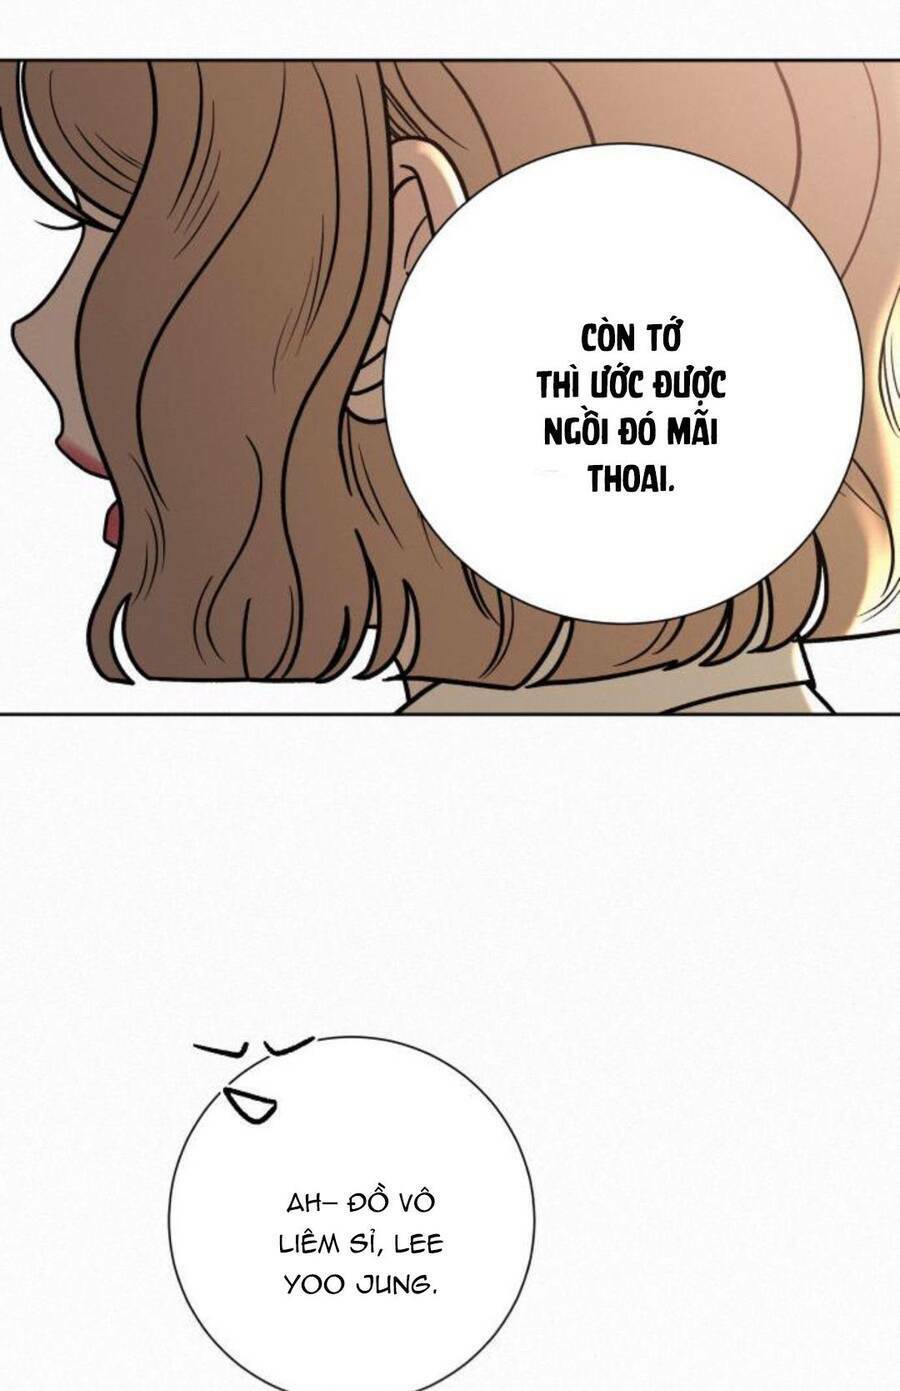 CÒN TỚ
THÌ ƯỚC ĐƯỢC
NGỒI ĐÓ MÃI
THOAI.
AH– ĐỒ VÔ
LIÊM SỈ, LEE
YOO JUNG.